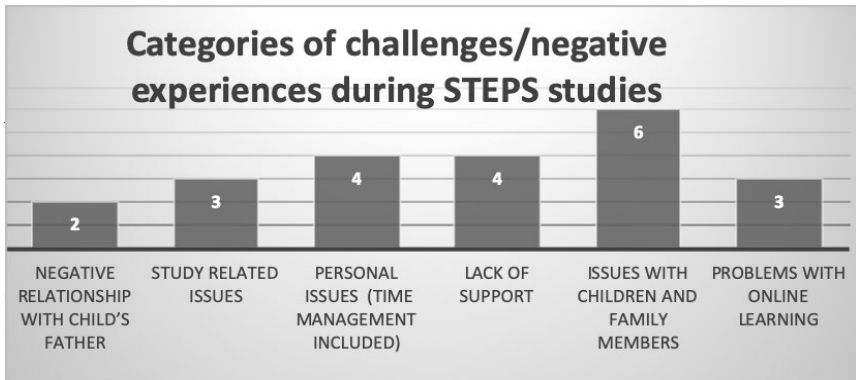 Categories of challenges/negative
experiences during STEPS studies
2
3
4
4
6
3
NEGATIVE
RELATIONSHIP
WITH CHILD'S
FATHER
STUDY RELATED
ISSUES
PERSONAL
ISSUES (TIME
MANAGEMENT
INCLUDED)
LACK OF
SUPPORT
ISSUES WITH
CHILDREN AND
FAMILY
MEMBERS
PROBLEMS WITH
ONLINE
LEARNING